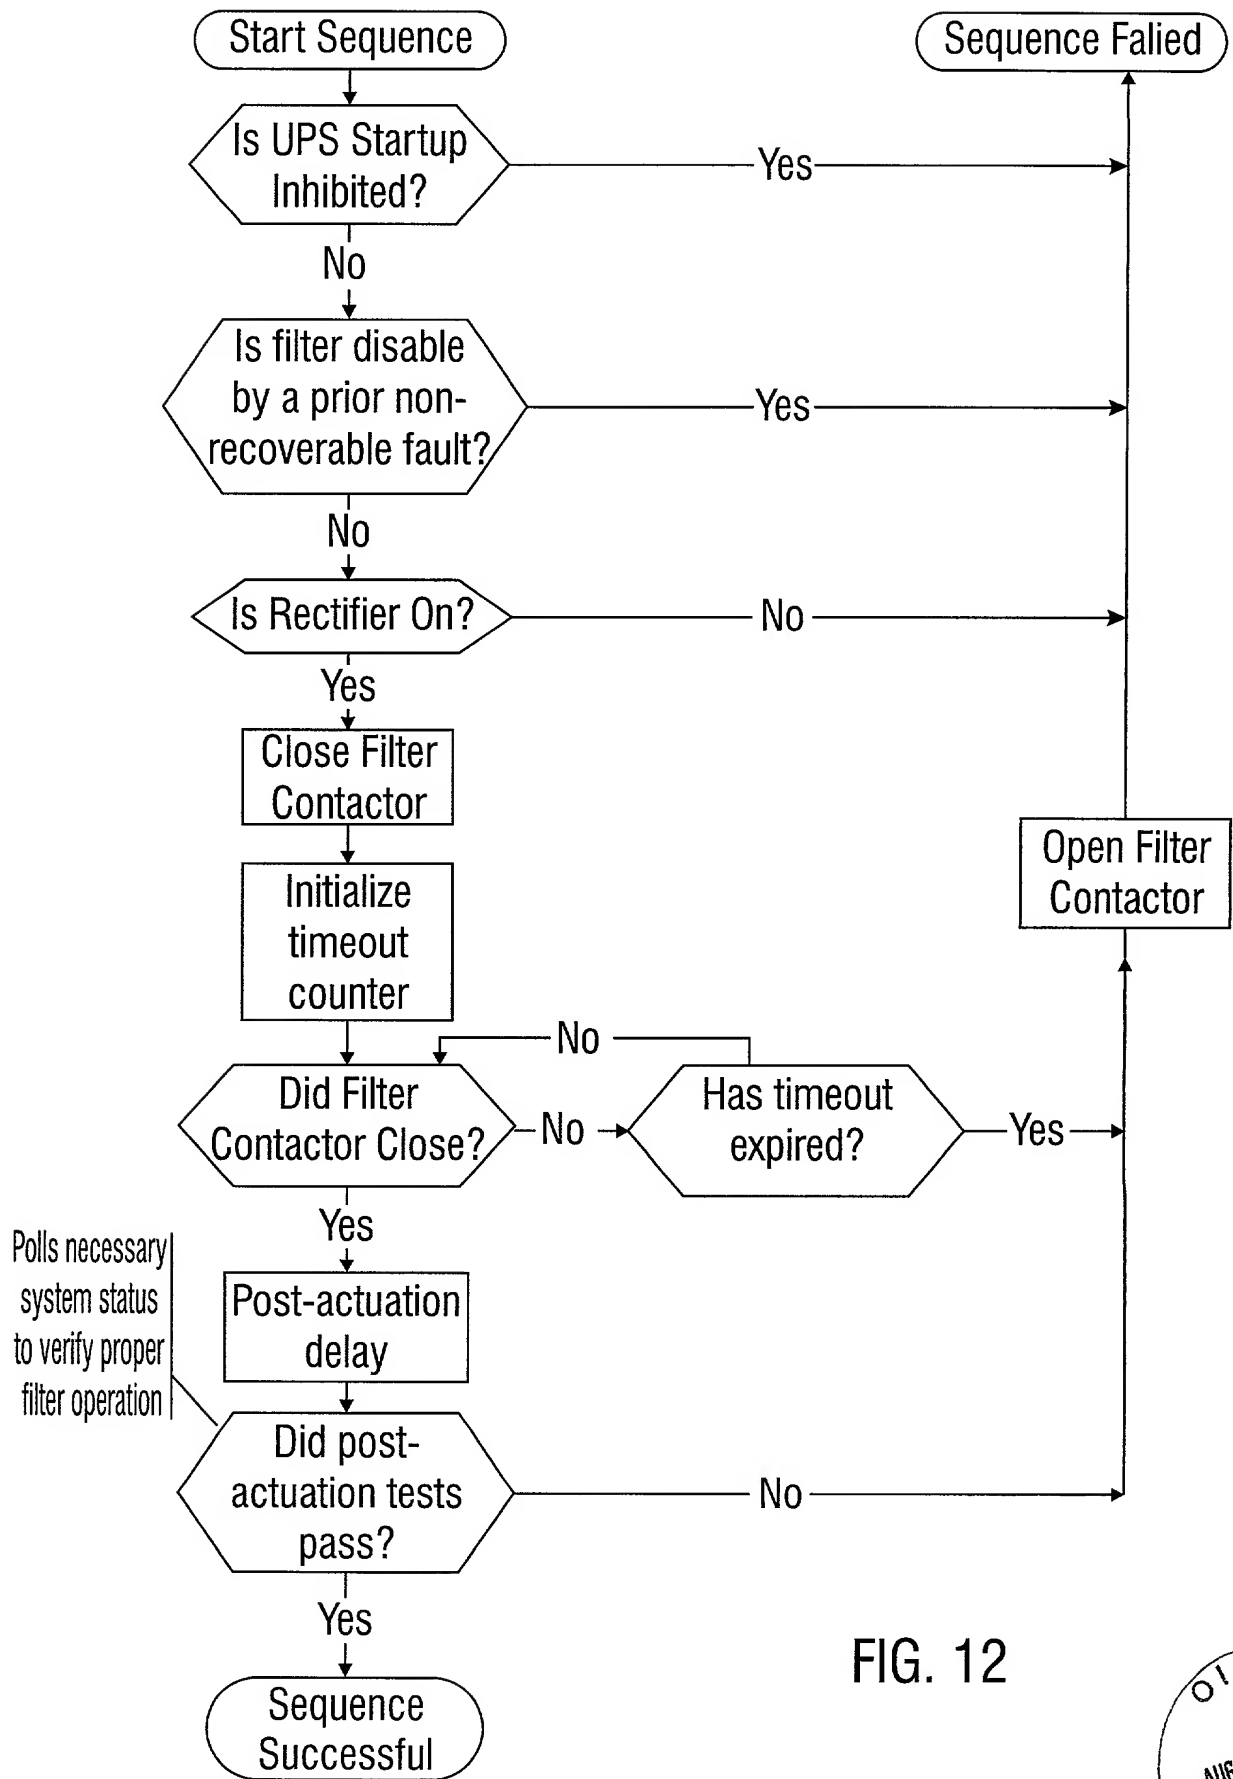 Start Sequence
Sequence Falied
Is UPS Startup
Inhibited?
Yes
No
Is filter disable
by a prior non-
recoverable fault?
Yes
No
Is Rectifier On?
No
Yes
Close Filter
Contactor
Open Filter
Contactor
Initialize
timeout
counter
No
Did Filter
Contactor Close?
No
Has timeout
expired?
Yes
Yes
Polls necessary
system status
to verify proper
filter operation
Post-actuation
delay
Did post-
actuation tests
pass?
No
Yes
Sequence
Successful
FIG. 12
OI
AUG